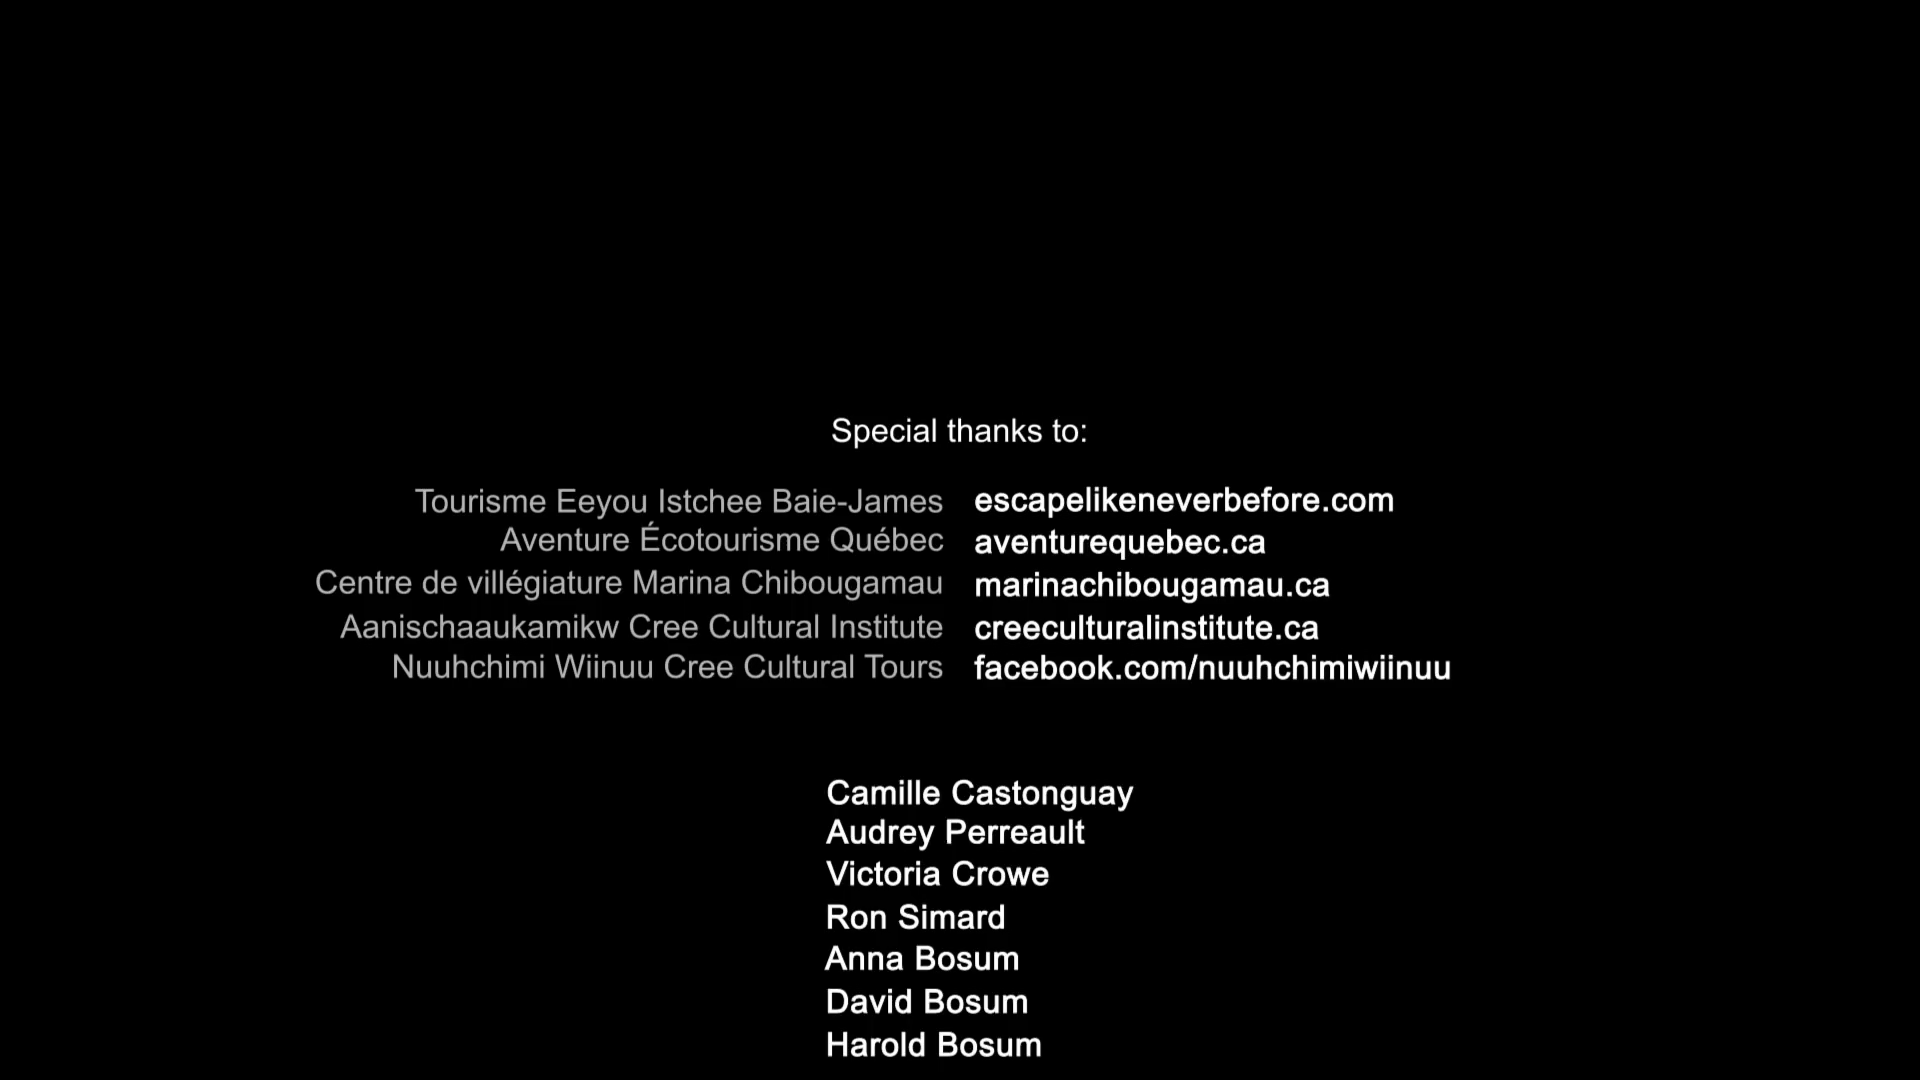 Special thanks to:
Tourisme Eeyou Istchee Baie-James escapelikeneverbefore.com
Aventure Écotourisme Québec aventurequebec.ca
Centre de villégiature Marina Chibougamau marinachibougamau.ca
Aanischaaukamikw Cree Cultural Institute creeculturalinstitute.ca
Nuuhchimi Wiinuu Cree Cultural Tours facebook.com/nuuhchimiwiinuu
Camille Castonguay
Audrey Perreault
Victoria Crowe
Ron Simard
Anna Bosum
David Bosum
Harold Bosum